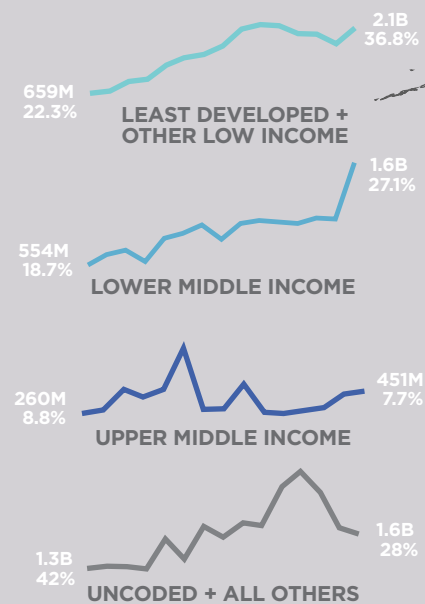 2.1B
36.8%
659M
22.3%
LEAST DEVELOPED +
OTHER LOW INCOME
1.6B
27.1%
554M
18.7%
LOWER MIDDLE INCOME
451M
7.7%
260M
8.8%
UPPER MIDDLE INCOME
1.6B
28%
1.3B
42%
UNCODED + ALL OTHERS